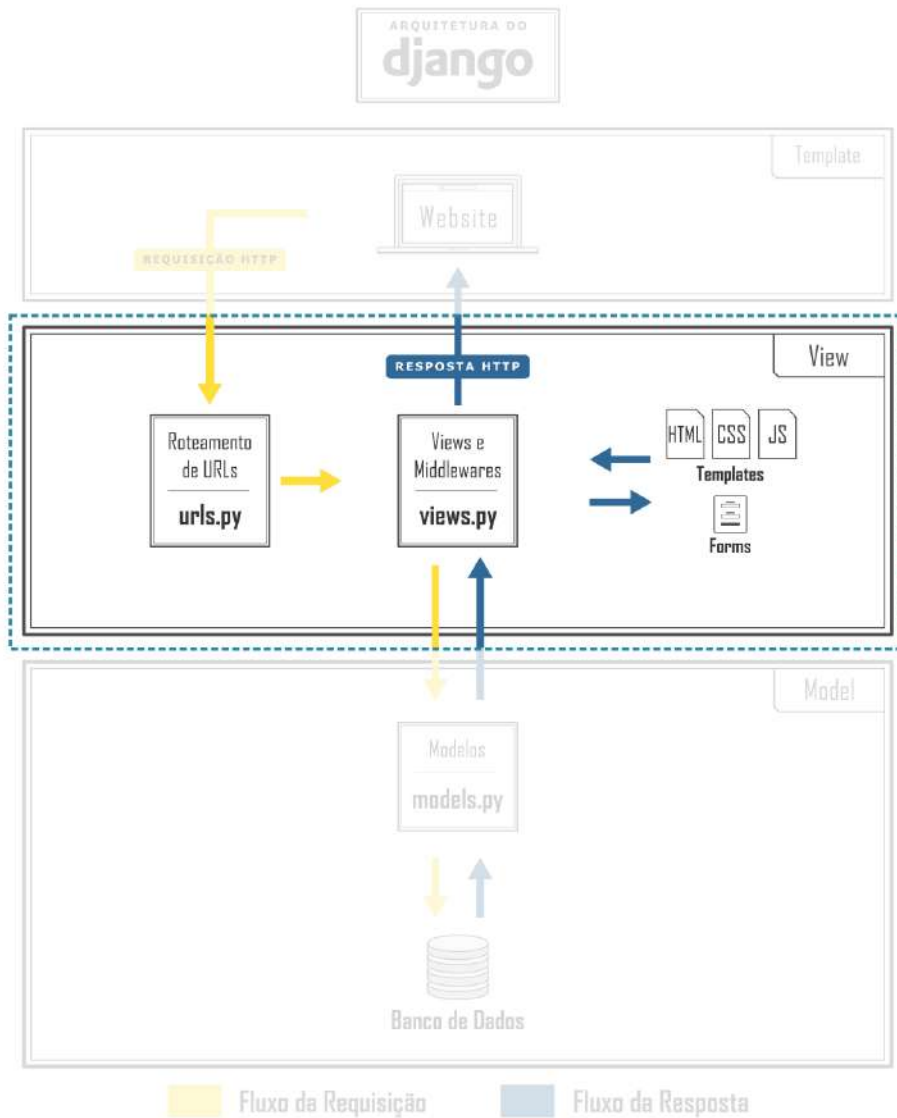 ARQUITETURA DO
django
Template
Website
REQUISIÇÃO HTTP
View
RESPOSTA HTTP
Roteamento
de URLs
urls.py
Views e
Middlewares
views.py
HTML CSS JS
Templates
Forms
Model
Modelos
models.py
Banco de Dados
Fluxo da Requisição
Fluxo da Resposta